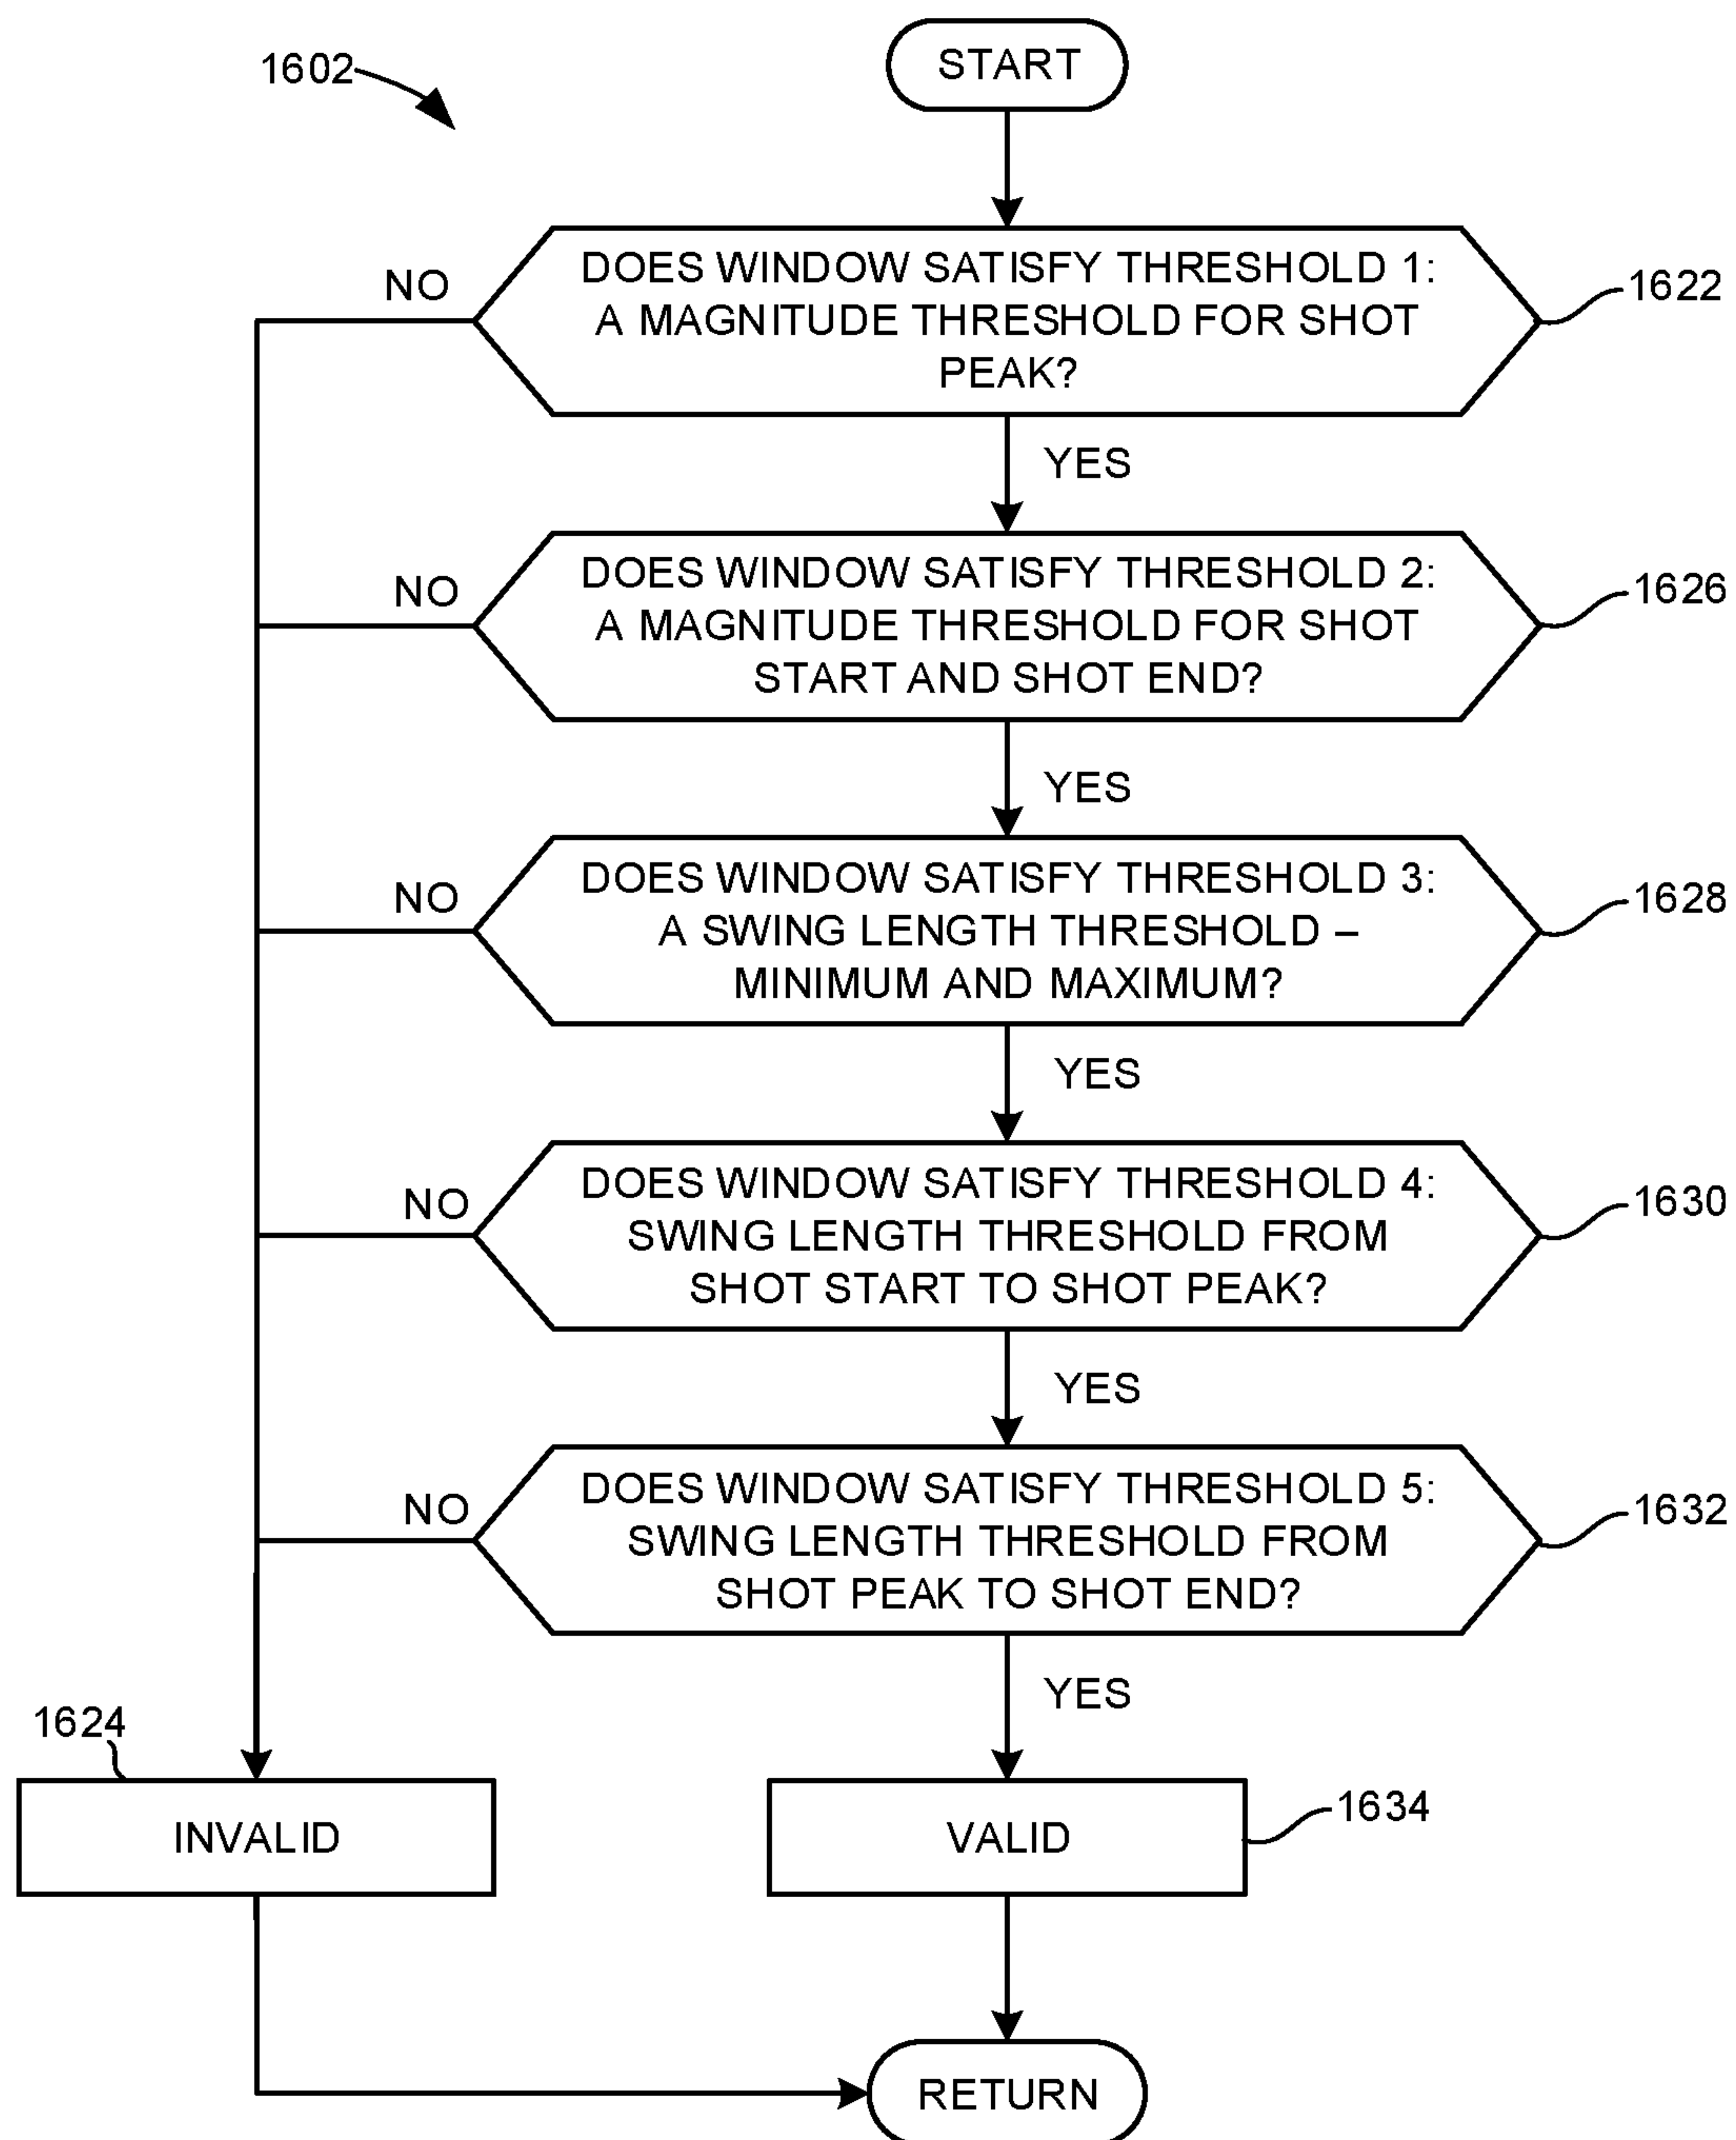 1602
START
DOES WINDOW SATISFY THRESHOLD 1:
A MAGNITUDE THRESHOLD FOR SHOT
PEAK?
1622
NO
YES
DOES WINDOW SATISFY THRESHOLD 2:
A MAGNITUDE THRESHOLD FOR SHOT
START AND SHOT END?
1626
NO
YES
DOES WINDOW SATISFY THRESHOLD 3:
A SWING LENGTH THRESHOLD –
MINIMUM AND MAXIMUM?
1628
NO
YES
DOES WINDOW SATISFY THRESHOLD 4:
SWING LENGTH THRESHOLD FROM
SHOT START TO SHOT PEAK?
1630
NO
YES
DOES WINDOW SATISFY THRESHOLD 5:
SWING LENGTH THRESHOLD FROM
SHOT PEAK TO SHOT END?
1632
NO
YES
1624
INVALID
VALID
1634
RETURN